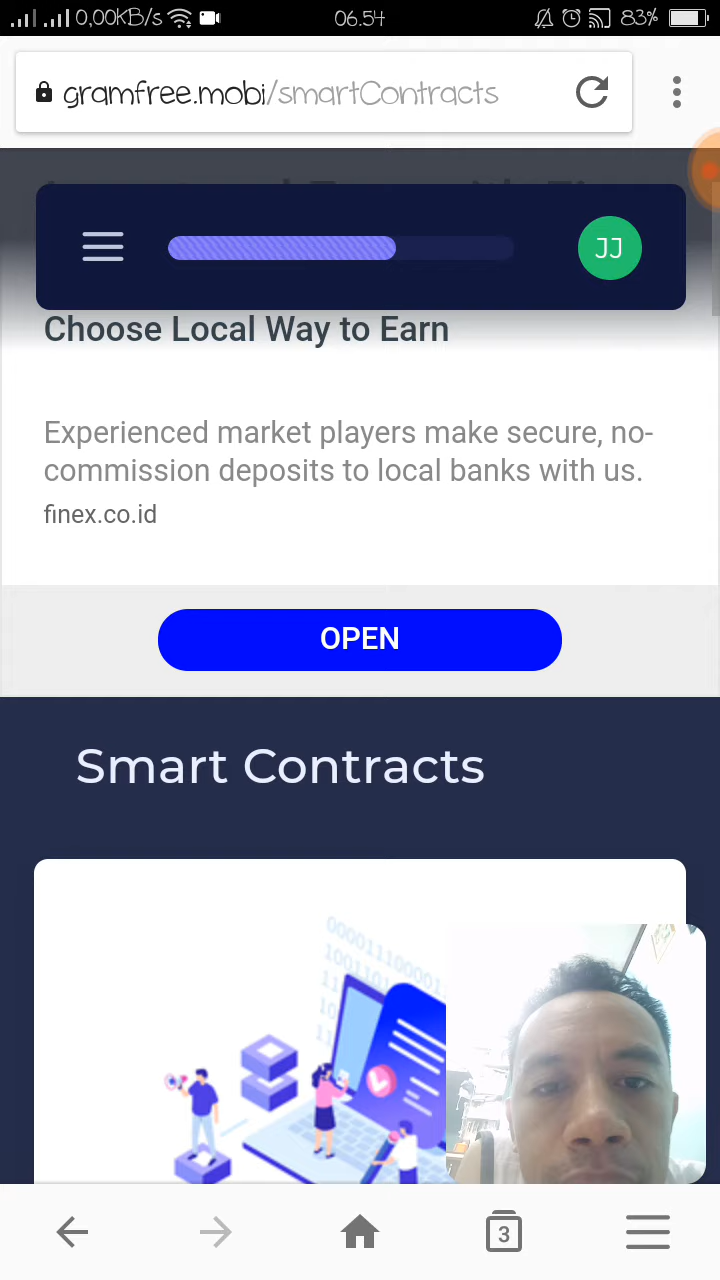 0,00KB/s 06.54 83%
gramfree.mobi/smartContracts
JJ
Choose Local Way to Earn
Experienced market players make secure, no-
commission deposits to local banks with us.
finex.co.id
OPEN
Smart Contracts
3